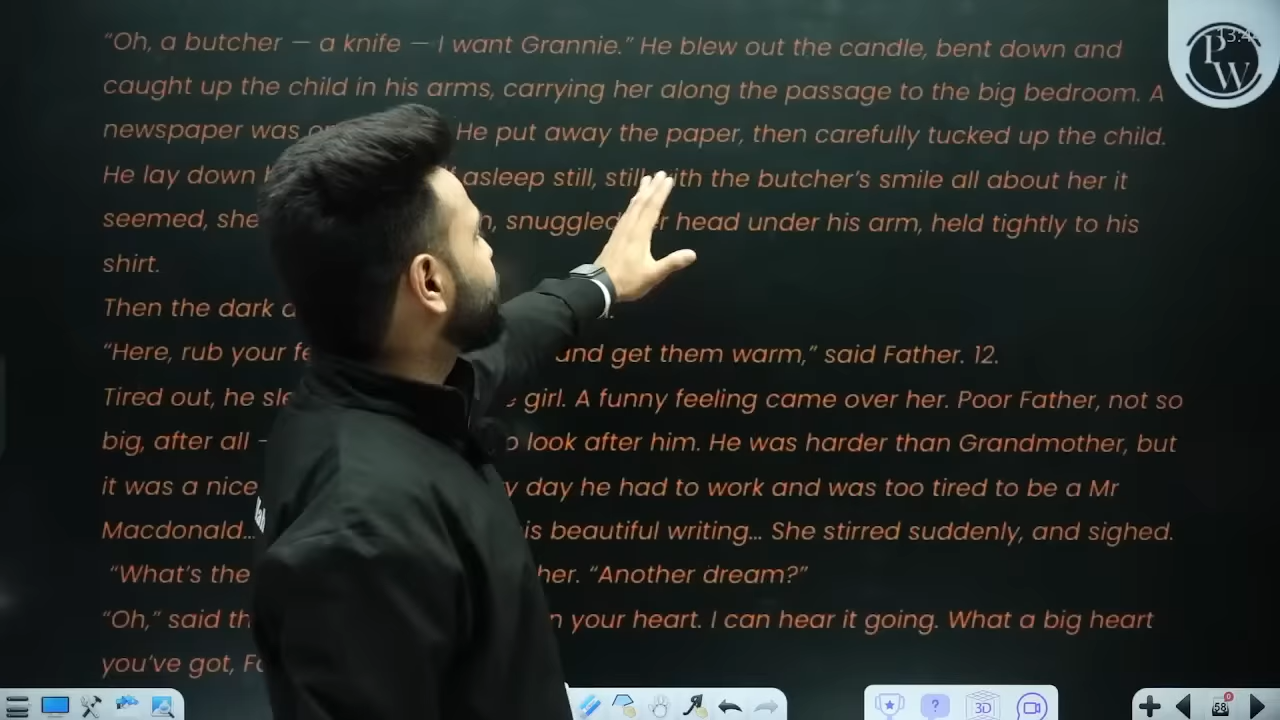 “Oh, a butcher — a knife — I want Grannie.” He blew out the candle, bent down and
caught up the child in his arms, carrying her along the passage to the big bedroom. A
newspaper was He put away the paper, then carefully tucked up the child.
He lay down asleep still, still with the butcher’s smile all about her it
seemed, she snuggled head under his arm, held tightly to his
shirt.
Then the dark
“Here, rub your and get them warm,” said Father. 12.
Tired out, he girl. A funny feeling came over her. Poor Father, not so
big, after all – look after him. He was harder than Grandmother, but
it was a nice day he had to work and was too tired to be a Mr
Macdonald... beautiful writing... She stirred suddenly, and sighed.
“What’s the “Another dream?”
“Oh,” said your heart. I can hear it going. What a big heart
you’ve got,
PW
13:4
3D
58
0
?